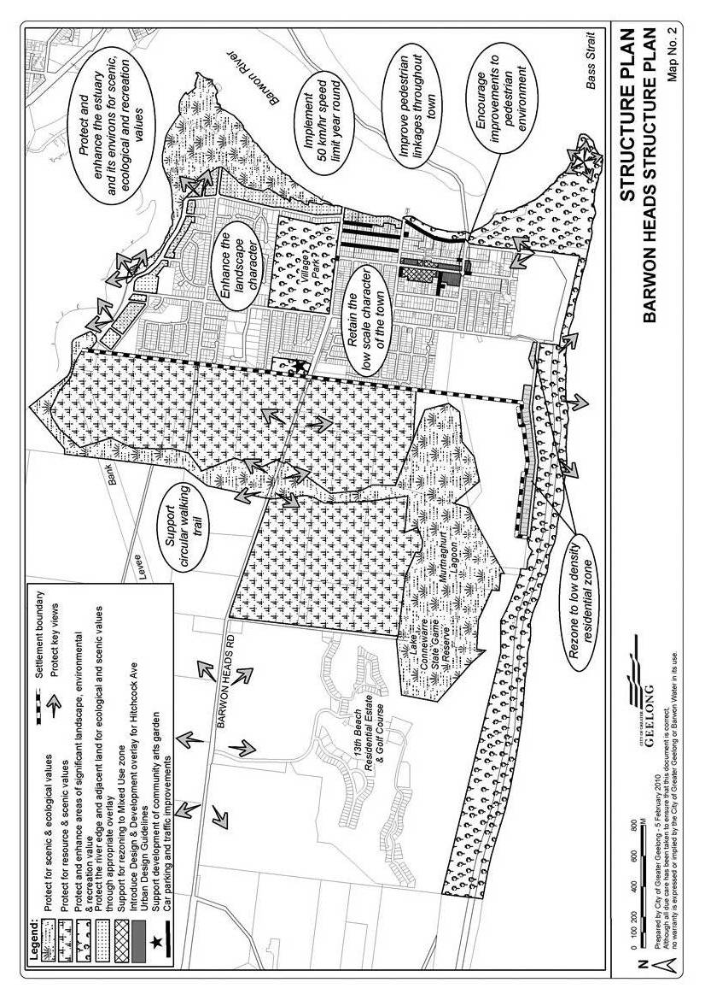 Protect and
enhance the estuary
and its environs for scenic,
ecological and recreation
values
Barwon River
Implement
50 km/hr speed
limit year round
Improve pedestrian
linkages throughout
town
Encourage
improvements to
pedestrian
environment
Bass Strait
Enhance the
landscape
character
Village
Park
Retain the
low scale character
of the town
Bank
Levee
Support
circular walking
trail
BARWON HEADS RD
Murtnaghurt
Lagoon
Lake
Connewarre
State Game
Reserve
13th Beach
Residential Estate
& Golf Course
Rezone to low density
residential zone
Legend:
Protect for scenic & ecological values
Protect for resource & scenic values
Protect and enhance areas of significant landscape, environmental
& recreation value
Protect the river edge and adjacent land for ecological and scenic values
through appropriate overlay
Support for rezoning to Mixed Use zone
Introduce Design & Development overlay for Hitchcock Ave
Urban Design Guidelines
Support development of community arts garden
Car parking and traffic improvements
Settlement boundary
Protect key views
STRUCTURE PLAN
BARWON HEADS STRUCTURE PLAN
Map No. 2
CITY OF GREATER
GEELONG
N
0 100 200 400 600 800
M
Prepared by City of Greater Geelong - 5 February 2010
Although all due care has been taken to ensure that this document is correct,
no warranty is expressed or implied by the City of Greater Geelong or Barwon Water in its use.